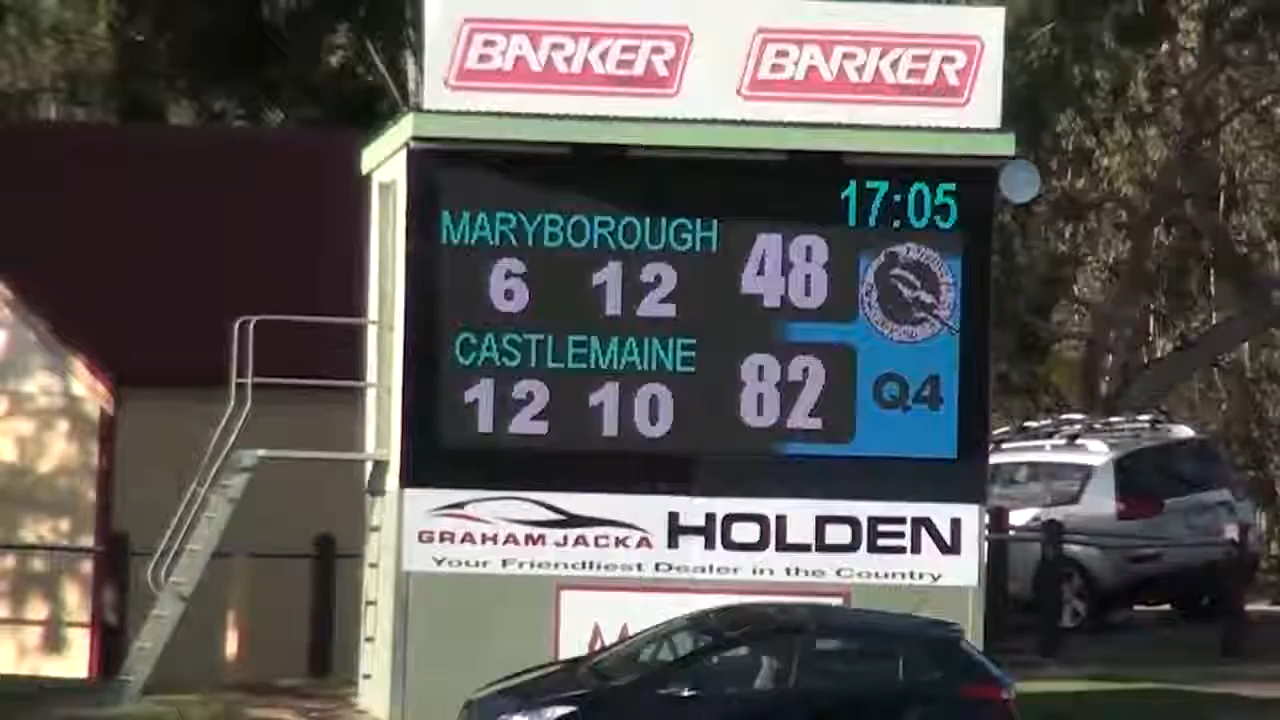 BARKER BARKER
17:05
MARYBOROUGH
6 12 48
CASTLEMAINE
12 10 82
Q4
GRAHAM JACKA HOLDEN
Your Friendliest Dealer in the Country